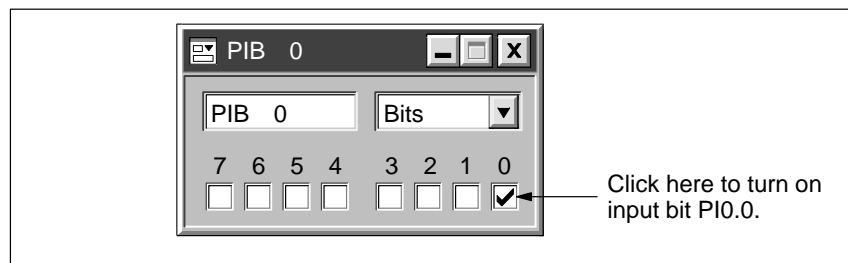 PIB 0
PIB 0 Bits
7 6 5 4 3 2 1 0
Click here to turn on
input bit PI0.0.